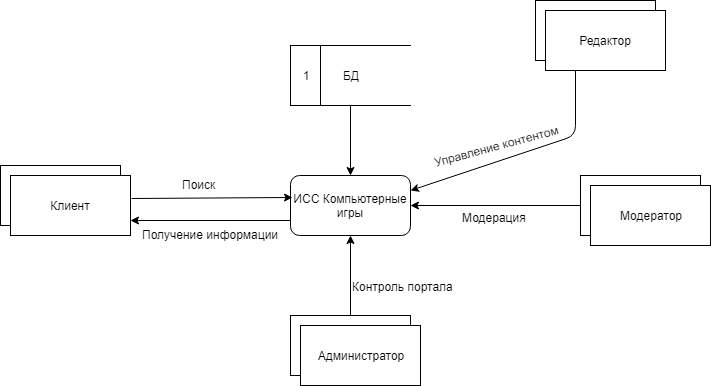 Редактор
1
БД
Управление контентом
Поиск
ИСС Компьютерные
игры
Клиент
Модерация
Модератор
Получение информации
Контроль портала
Администратор